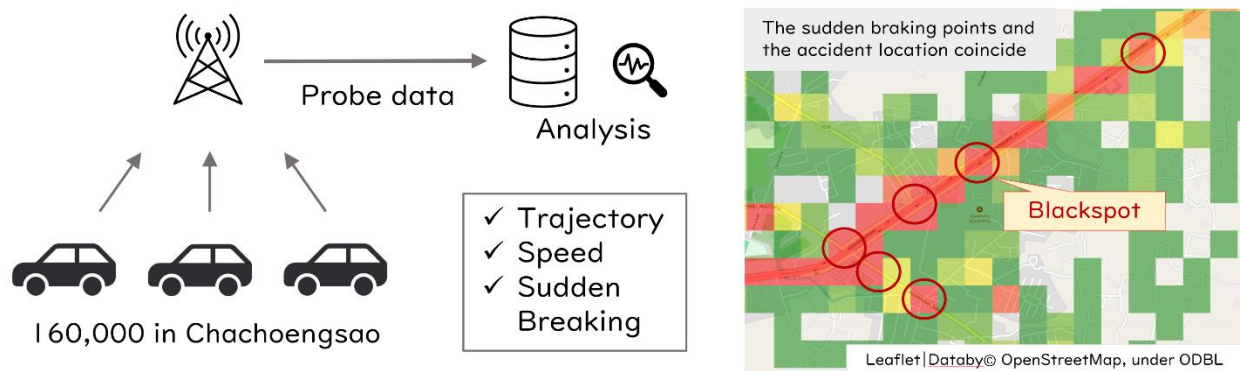 Probe data
Analysis
160,000 in Chachoengsao
✓ Trajectory
✓ Speed
✓ Sudden
Breaking
The sudden braking points and
the accident location coincide
Blackspot
Leaflet|Databy© OpenStreetMap, under ODBL